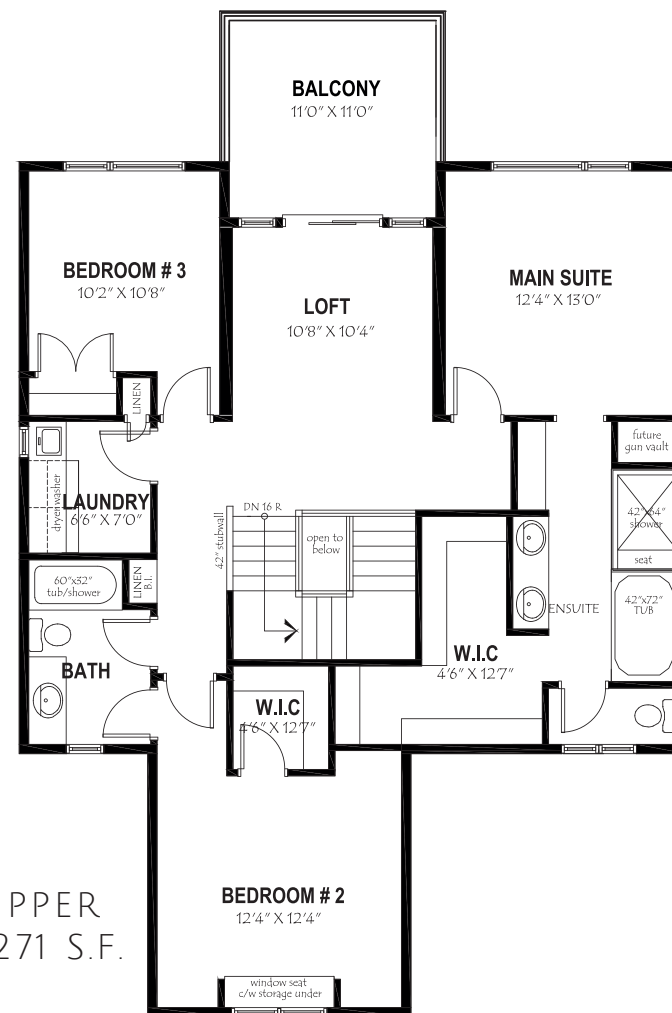 BALCONY
11'0" X 11'0"
BEDROOM # 3
10'2" X 10'8"
LOFT
10'8" X 10'4"
MAIN SUITE
12'4" X 13'0"
LINEN
future
gun vault
LAUNDRY
6'6" X 7'0"
dryer/washer
42" stubwall
DN 16 R
open to
below
42"x64"
shower
seat
60"x32"
tub/shower
LINEN
B.I.
ENSUITE
42"x72"
TUB
BATH
W.I.C
4'6" X 12'7"
W.I.C
4'6" X 12'7"
BEDROOM # 2
12'4" X 12'4"
PPER
271 S.F.
window seat
c/w storage under